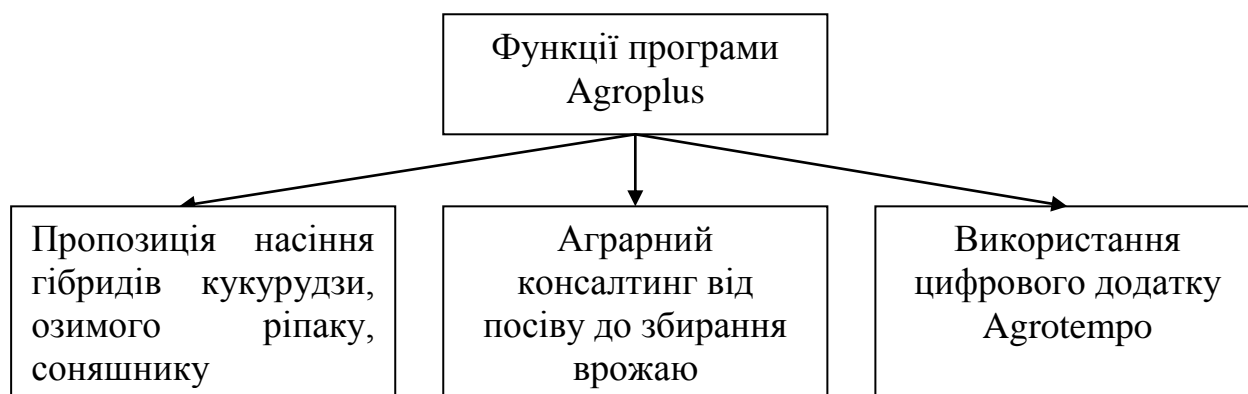 Функції програми
Agroplus
Пропозиція насіння
гібридів кукурудзи,
озимого ріпаку,
соняшнику
Аграрний
консалтинг від
посіву до збирання
врожаю
Використання
цифрового додатку
Agrotempo